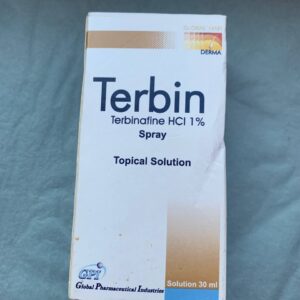 DERMA
Terbin
Terbinafine HCl 1%
Spray
Topical Solution
GPI
Global Pharmaceutical Industries
Solution 30 ml